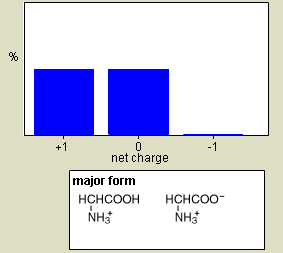 %
+1 0 -1
net charge
major form
HCHCOOH HCHCOO⁻
NH₃⁺ NH₃⁺